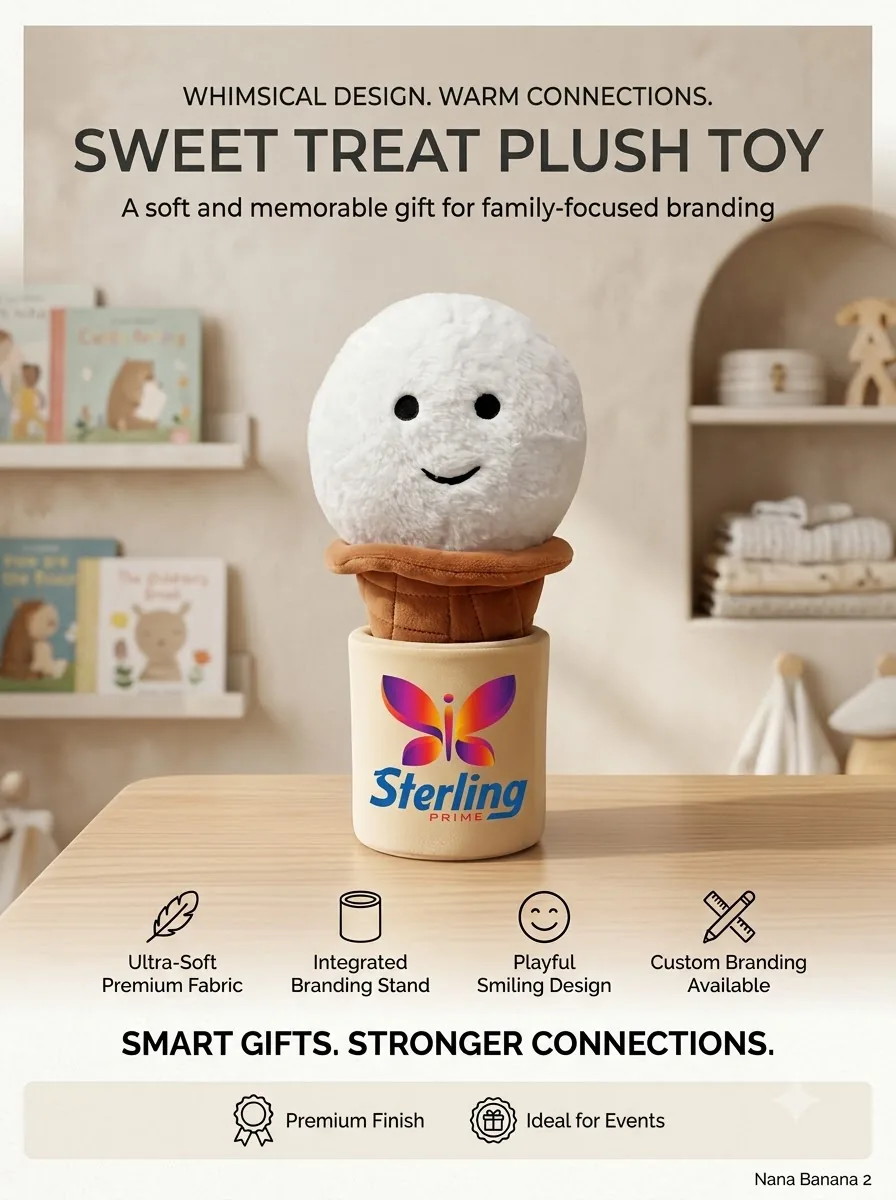 WHIMSICAL DESIGN. WARM CONNECTIONS.
SWEET TREAT PLUSH TOY
A soft and memorable gift for family-focused branding
Sterling
PRIME
Ultra-Soft
Premium Fabric
Integrated
Branding Stand
Playful
Smiling Design
Custom Branding
Available
SMART GIFTS. STRONGER CONNECTIONS.
Premium Finish
Ideal for Events
Nana Banana 2